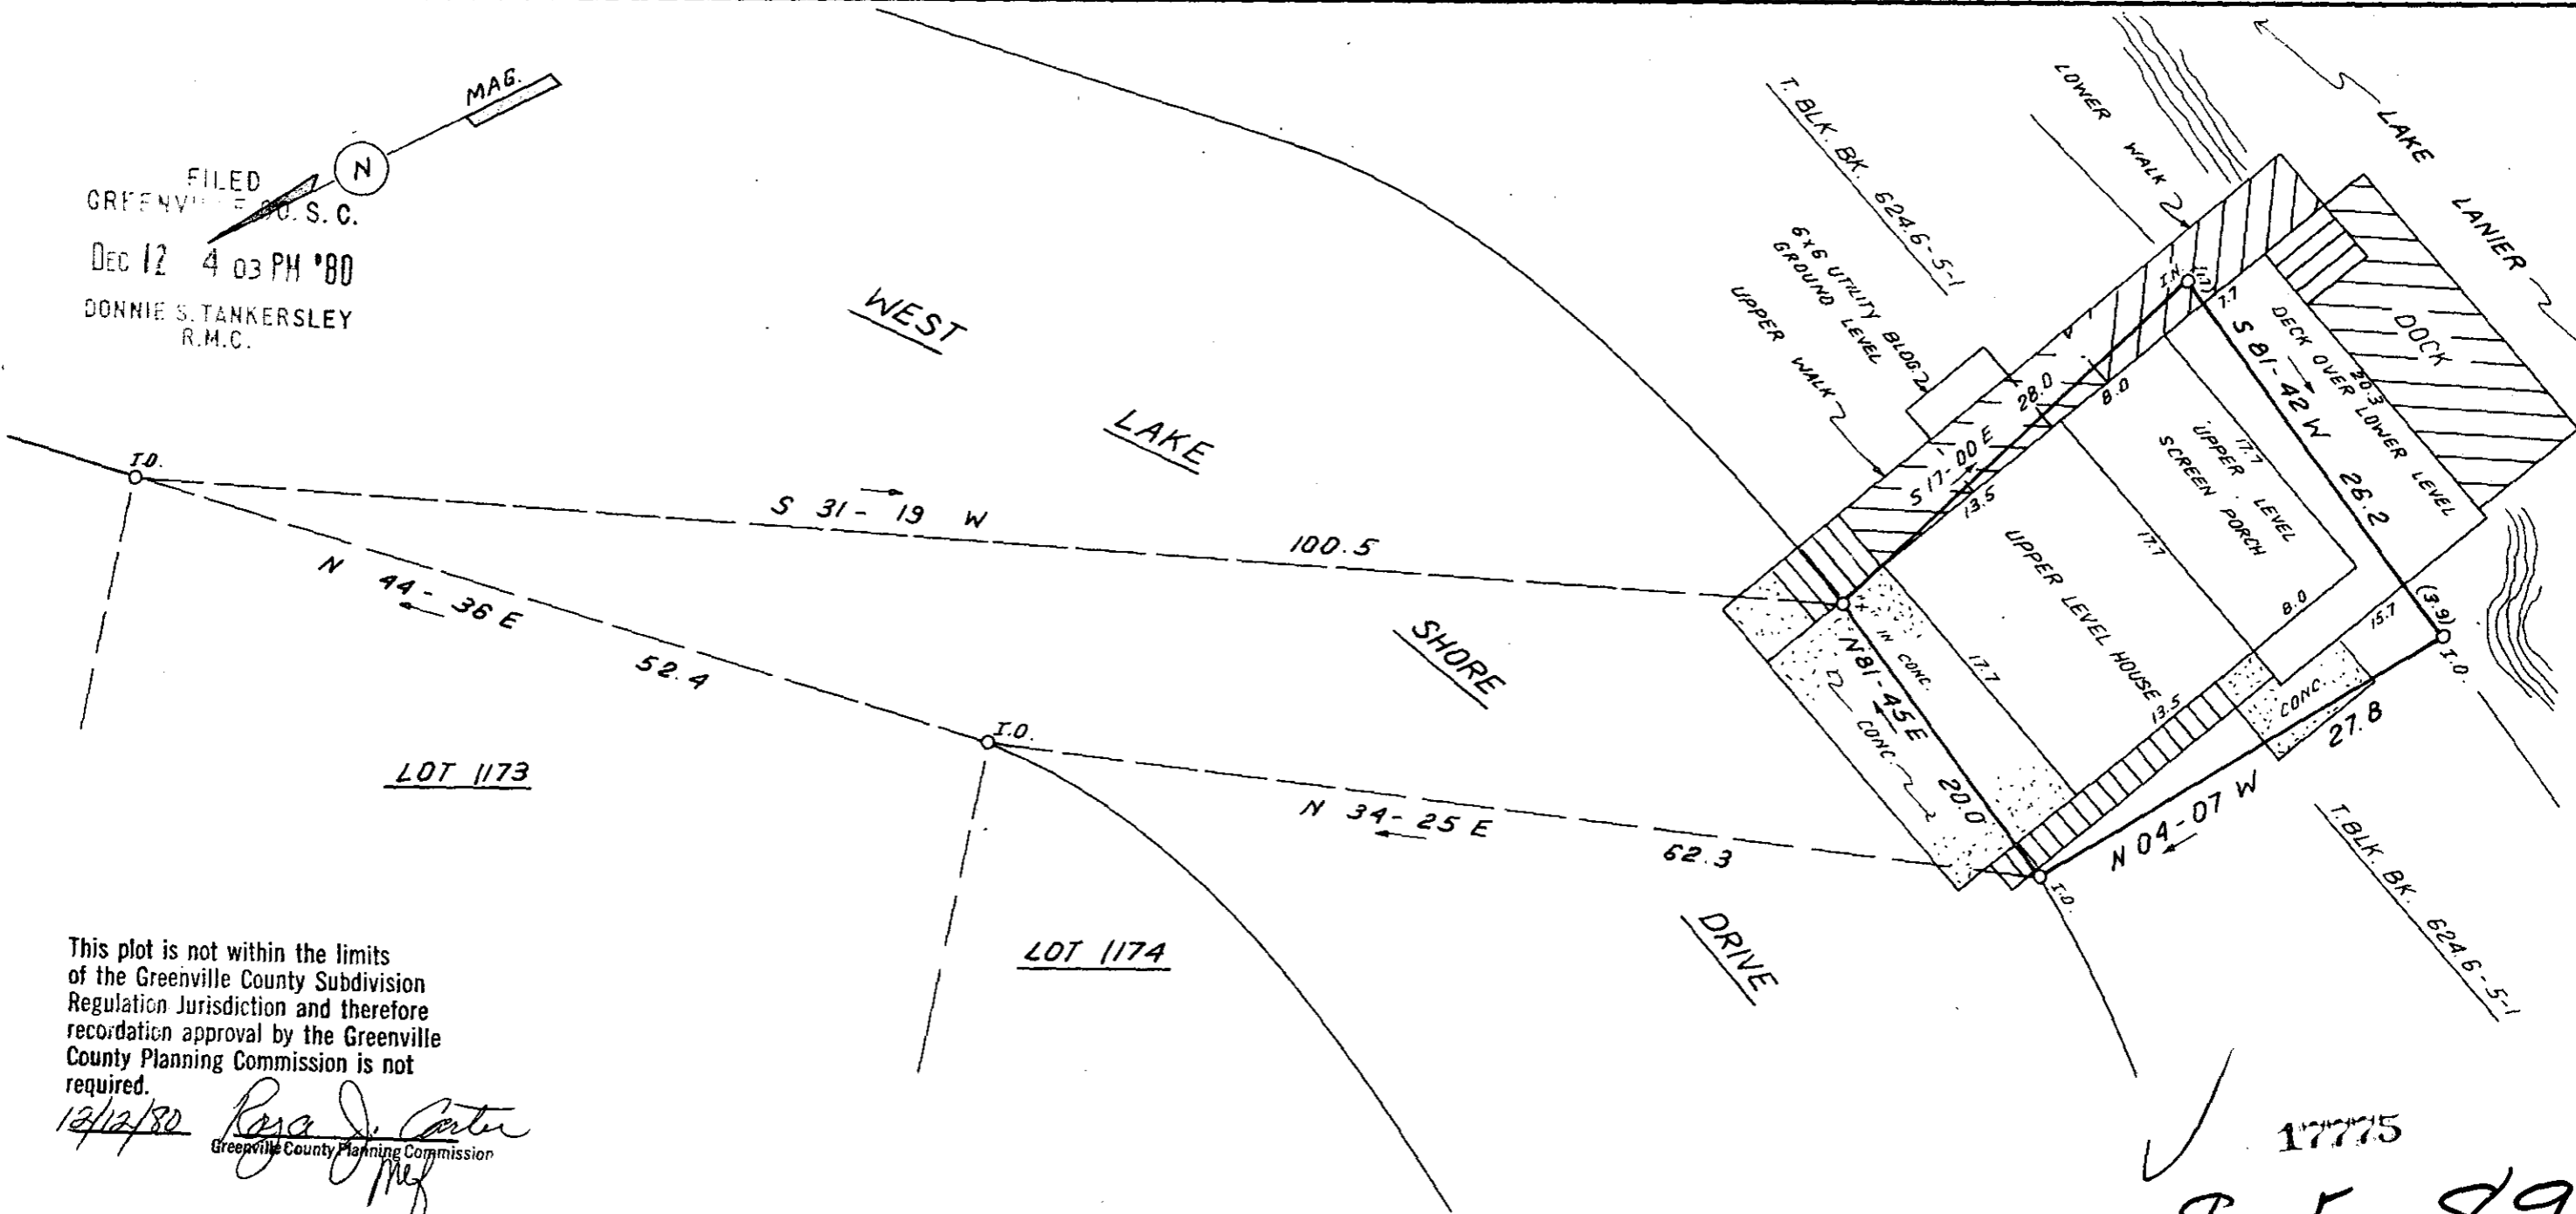 MAG.
N
FILED
GREENVILLE CO. S. C.
DEC 12 4 03 PM '80
DONNIE S. TANKERSLEY
R.M.C.
WEST
LAKE
SHORE
DRIVE
I.O.
S 31-19 W
100.5
N 44-36 E
52.4
I.O.
N 34-25 E
62.3
LOT 1173
LOT 1174
T. BLK. BK. 624.6-5-1
LOWER WALK
LAKE LANIER
6x6 UTILITY BLDG.
GROUND LEVEL
UPPER WALK
(1.7)
7.7
S 81-42 W 26.2
DECK OVER LOWER LEVEL
20.3
DOCK
28.0
8.0
S 17-00 E
13.5
17.7
UPPER LEVEL
SCREEN PORCH
17.7
UPPER LEVEL HOUSE
8.0
15.7
(3.9)
I.O.
"X" IN CONC.
N 81-45 E
20.0
17.7
CONC.
13.5
CONC.
27.8
N 04-07 W
I.O.
T. BLK. BK. 624.6-5-1
This plot is not within the limits
of the Greenville County Subdivision
Regulation Jurisdiction and therefore
recordation approval by the Greenville
County Planning Commission is not
required.
12/12/80
Greenville County Planning Commission
17775